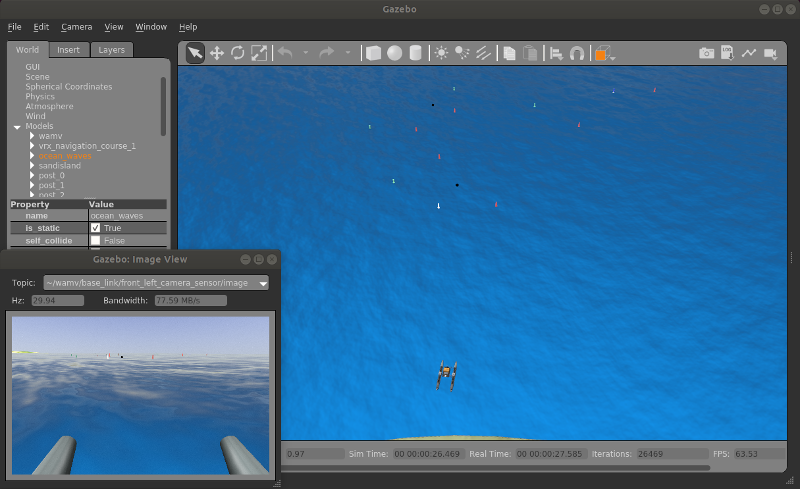 Gazebo
File Edit Camera View Window Help
World Insert Layers
GUI
Scene
Spherical Coordinates
Physics
Atmosphere
Wind
Models
wamv
vrx_navigation_course_1
ocean_waves
sandisland
post_0
post_1
post_2
Property Value
name ocean_waves
is_static True
self_collide False
Gazebo: Image View
Topic: ~/wamv/base_link/front_left_camera_sensor/image
Hz: 29.94 Bandwidth: 77.59 MB/s
0.97 Sim Time: 00 00:00:26.469 Real Time: 00 00:00:27.585 Iterations: 26469 FPS: 63.53